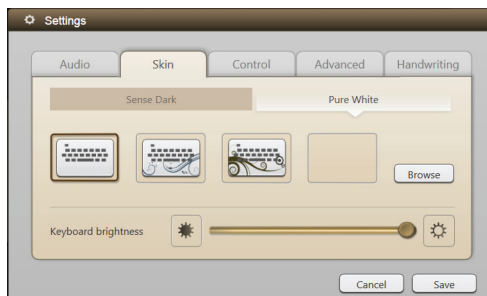 Settings
Audio Skin Control Advanced Handwriting
Sense Dark Pure White
Browse
Keyboard brightness
Cancel Save